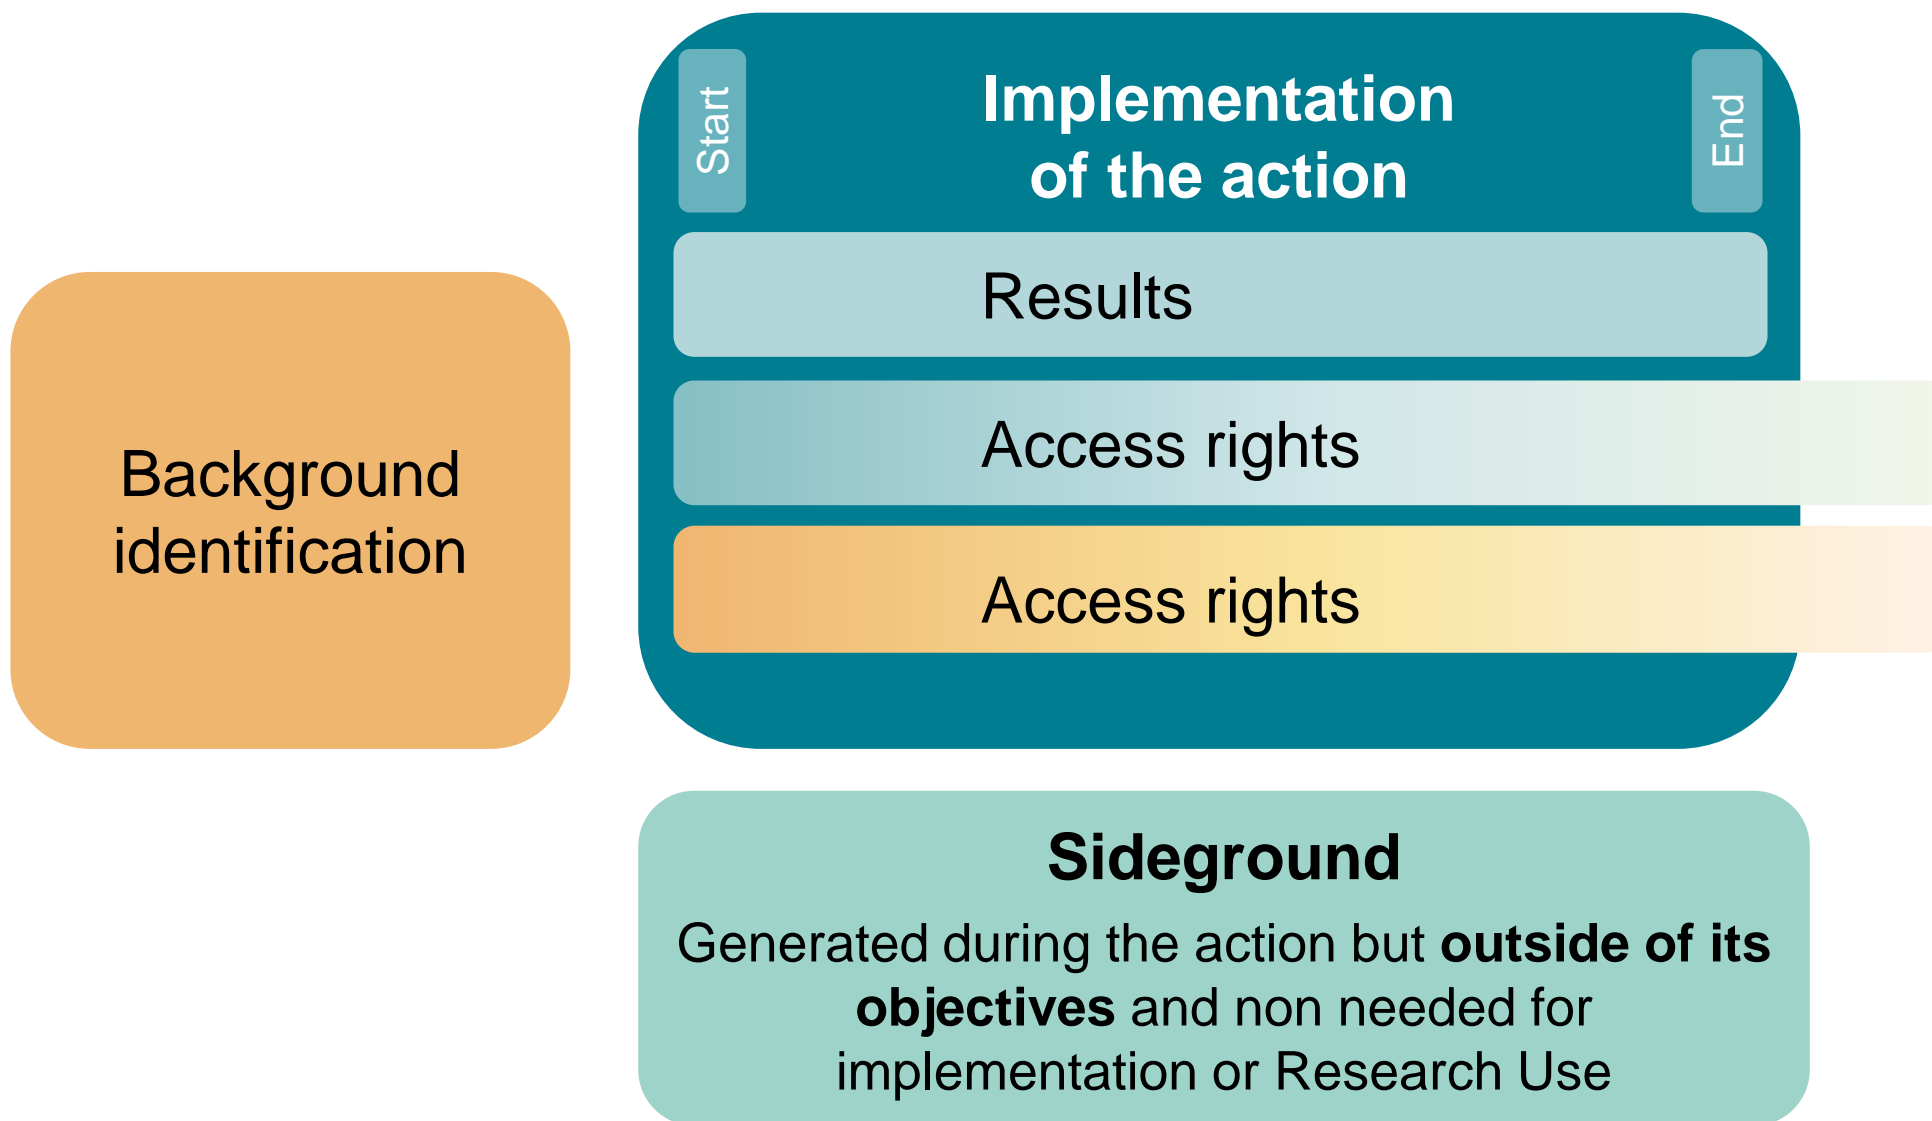 Start
Implementation
of the action
End
Results
Access rights
Access rights
Background
identification
Sideground
Generated during the action but outside of its
objectives and non needed for
implementation or Research Use